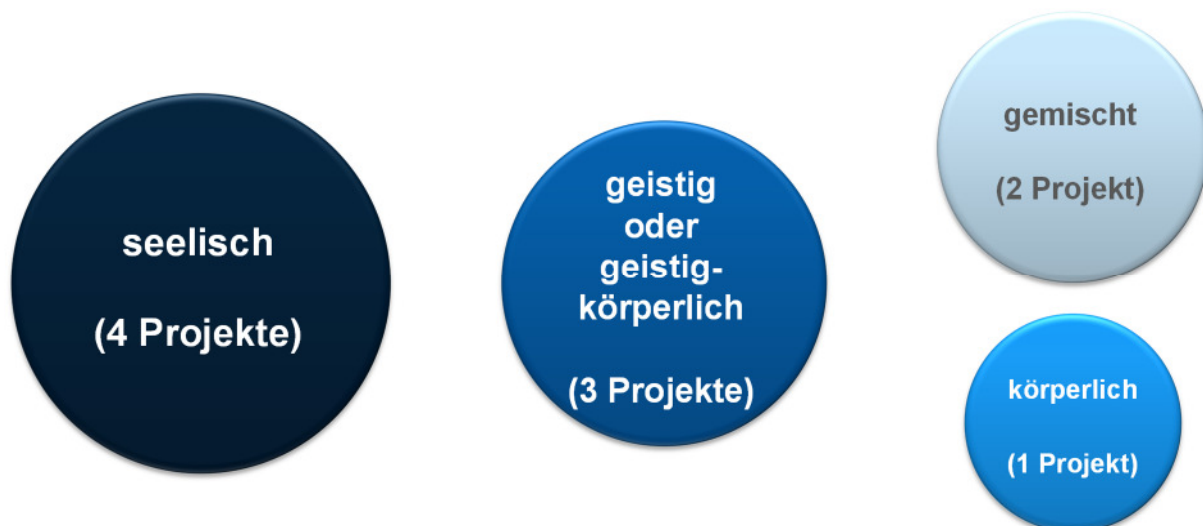 seelisch
(4 Projekte)
geistig
oder
geistig-
körperlich
(3 Projekte)
gemischt
(2 Projekt)
körperlich
(1 Projekt)